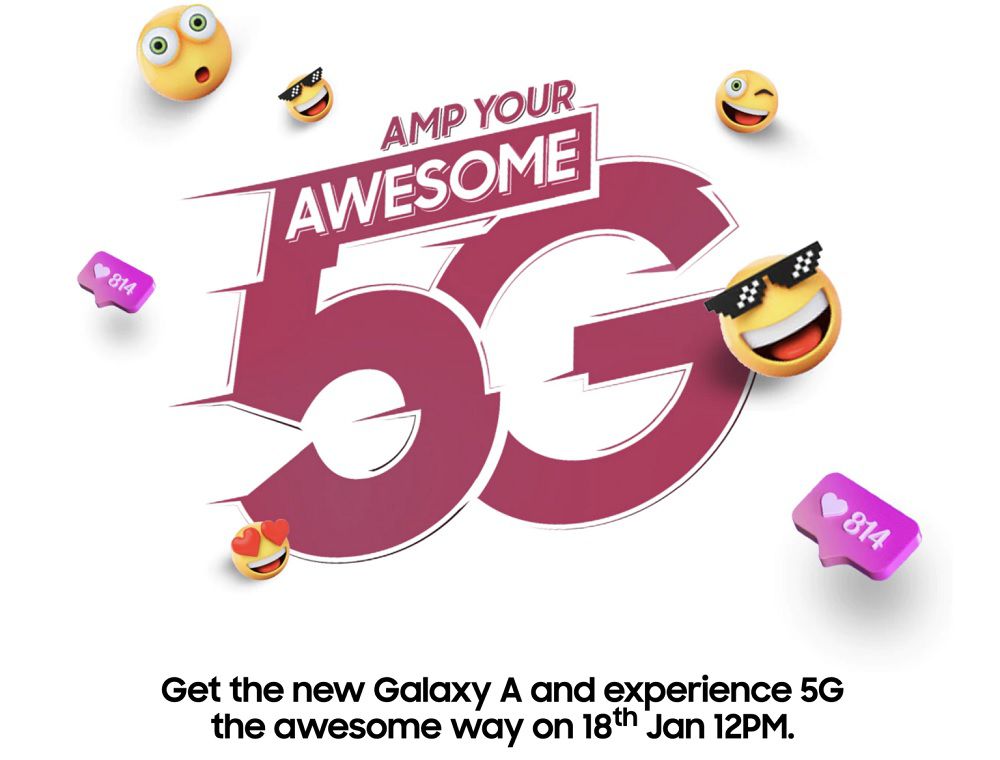 AMP YOUR
AWESOME
5G
814
814
Get the new Galaxy A and experience 5G
the awesome way on 18th Jan 12PM.